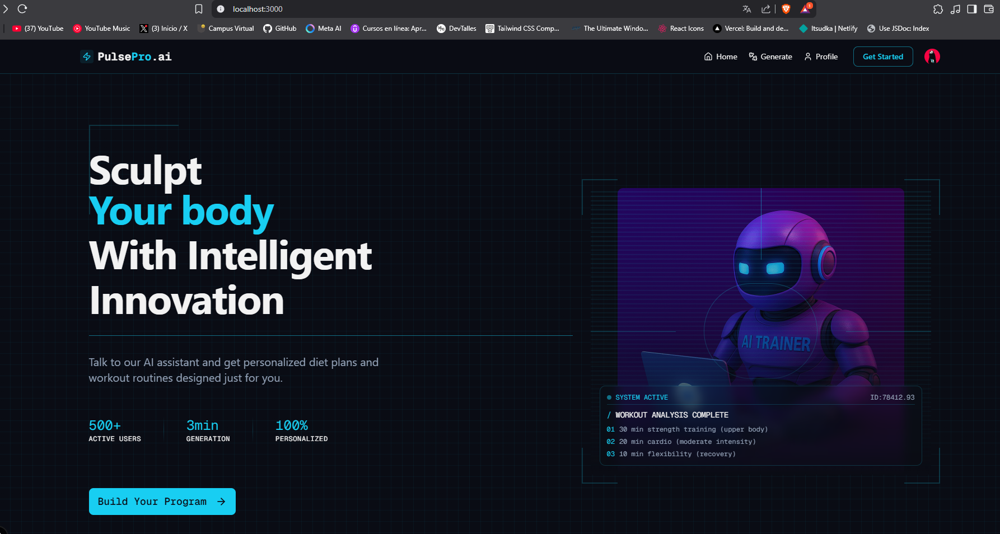 localhost:3000
1
(37) YouTube
YouTube Music
(3) Inicio / X
Campus Virtual
GitHub
Meta AI
Cursos en línea: Apr...
DevTalles
Tailwind CSS Comp...
The Ultimate Windo...
React Icons
Vercel: Build and de...
Itsudka | Netlify
Use JSDoc: Index
PulsePro.ai
Home
Generate
Profile
Get Started
Sculpt
Your body
With Intelligent
Innovation
Talk to our AI assistant and get personalized diet plans and
workout routines designed just for you.
500+
ACTIVE USERS
3min
GENERATION
100%
PERSONALIZED
Build Your Program
AI TRAINER
SYSTEM ACTIVE
ID:78412.93
/ WORKOUT ANALYSIS COMPLETE
01 30 min strength training (upper body)
02 20 min cardio (moderate intensity)
03 10 min flexibility (recovery)